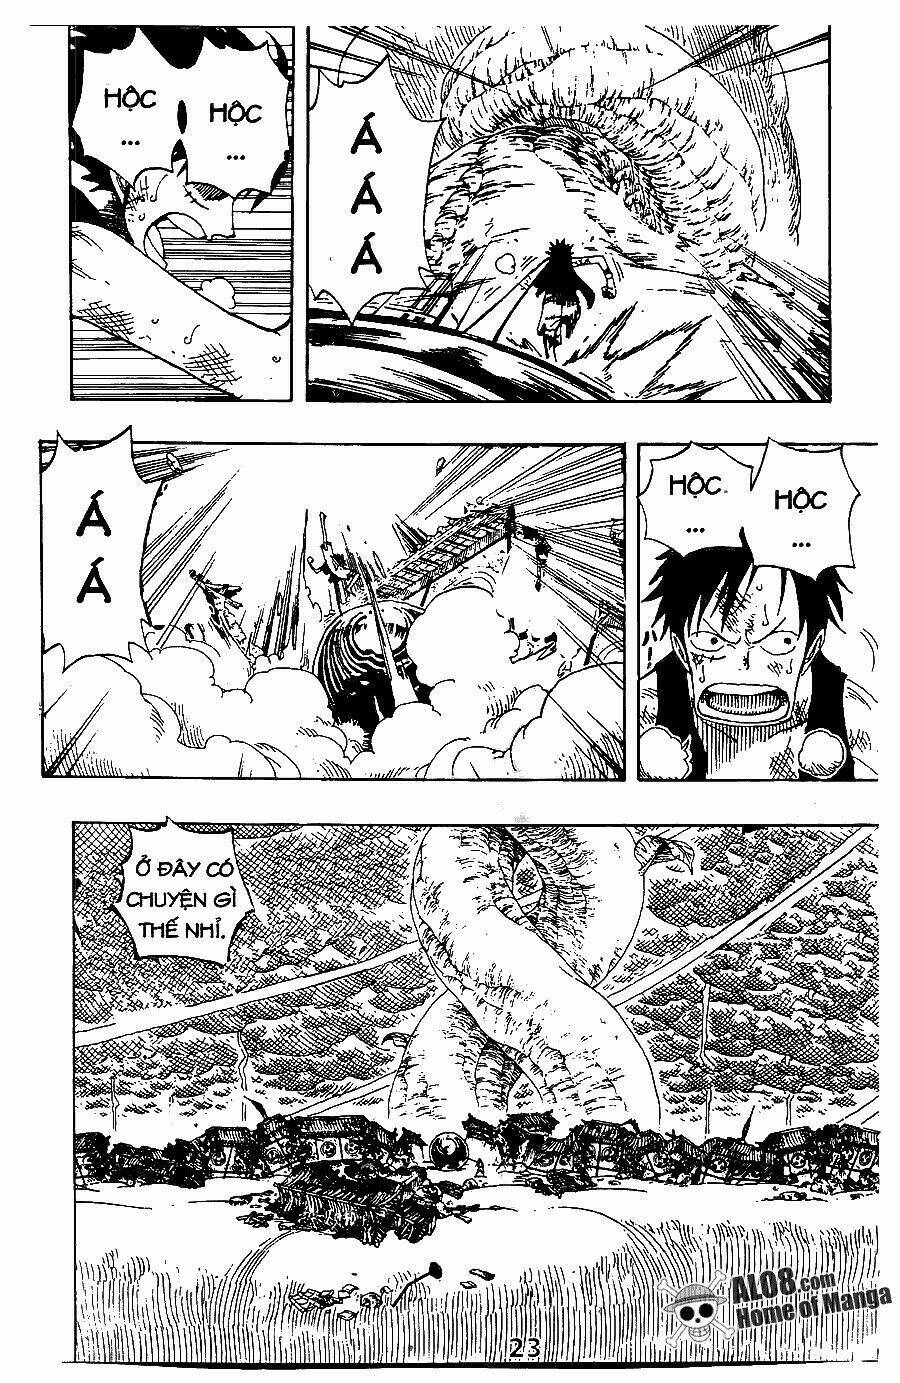 Á
Á
Á
HỘC
...
HỘC
...
HỘC
...
HỘC
...
Á
Á
Ở ĐÂY CÓ
CHUYỆN GÌ
THẾ NHỈ.
23
ALO8.com
Home of Manga